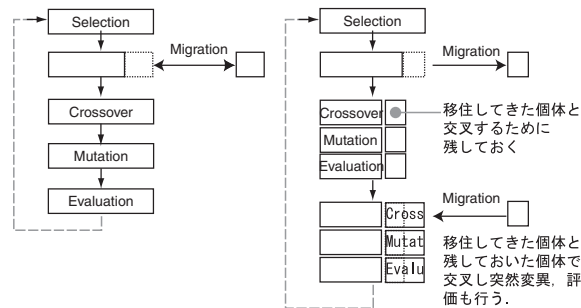 Selection
Migration
Crossover
Mutation
Evaluation
Selection
Migration
Crossover
Mutation
Evaluation
移住してきた個体と
交叉するために
残しておく
Migration
Cross
Mutat
Evalu
移住してきた個体と
残しておいた個体で
交叉し突然変異，評
価も行う．